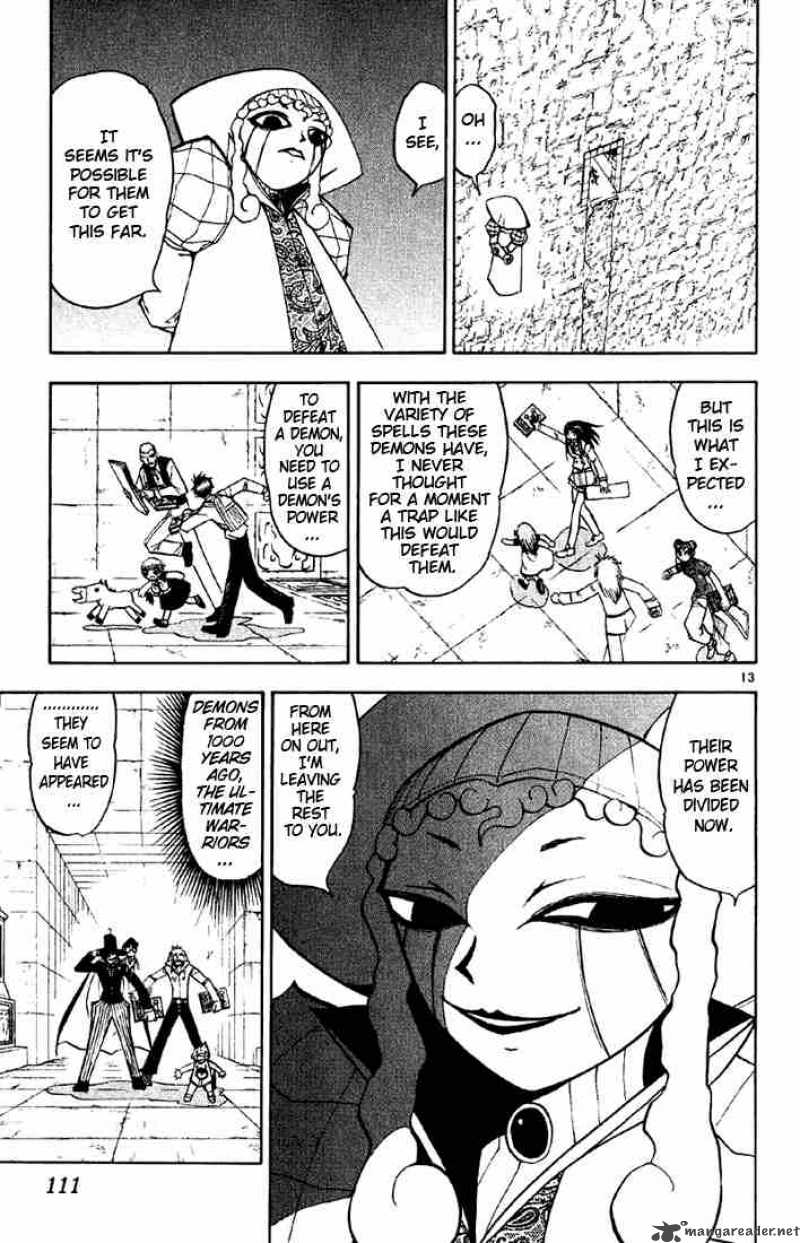 OH
...
I
SEE,
IT
SEEMS IT'S
POSSIBLE
FOR THEM
TO GET
THIS FAR.
BUT
THIS IS
WHAT
I EX-
PECTED
...
WITH THE
VARIETY OF
SPELLS THESE
DEMONS HAVE,
I NEVER
THOUGHT
FOR A MOMENT
A TRAP LIKE
THIS WOULD
DEFEAT
THEM.
TO
DEFEAT
A DEMON,
YOU
NEED TO
USE A
DEMON'S
POWER
...
13
THEIR
POWER
HAS BEEN
DIVIDED
NOW.
FROM
HERE
ON OUT,
I'M
LEAVING
THE
REST
TO YOU.
DEMONS
FROM
1000
YEARS
AGO,
THE UL-
TIMATE
WAR-
RIORS
...
............
THEY
SEEM TO
HAVE
APPEARED
...
111
mangareader.net